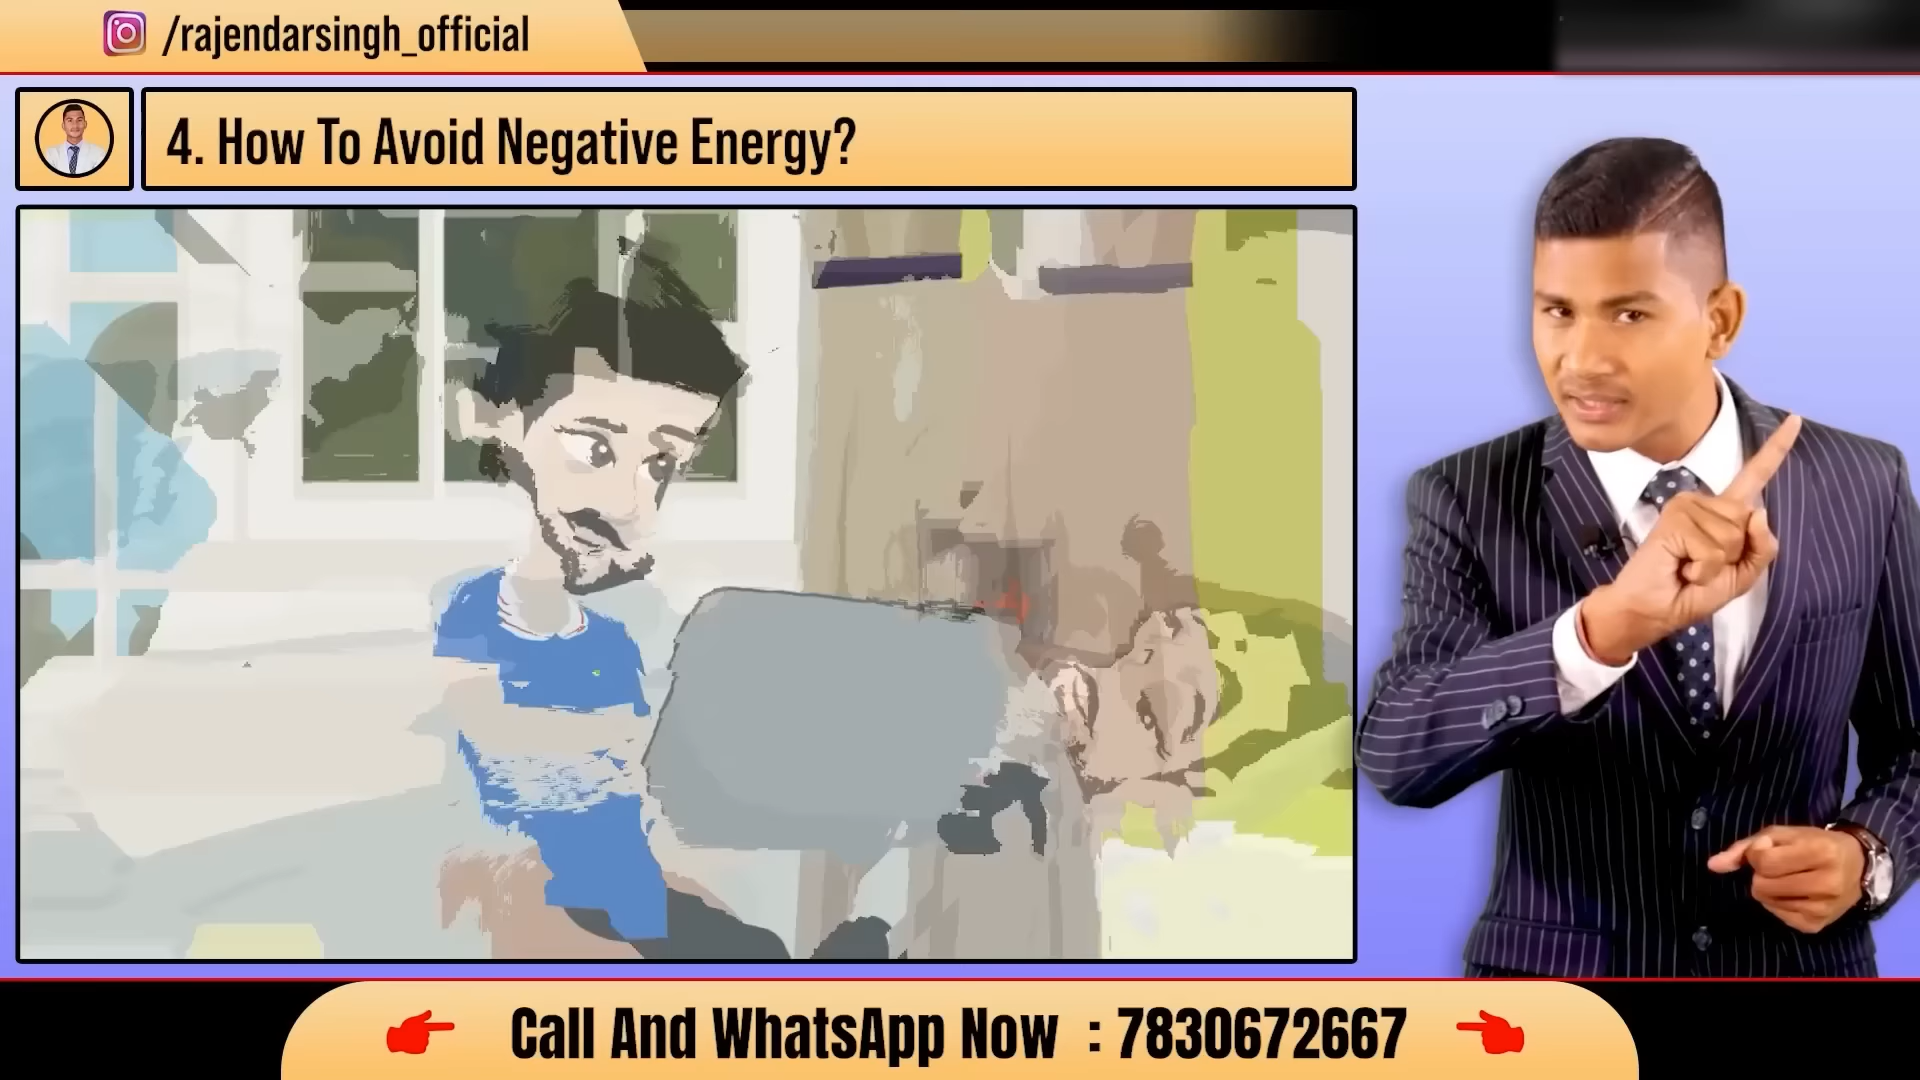 /rajendarsingh_official
4. How To Avoid Negative Energy?
Call And WhatsApp Now : 7830672667